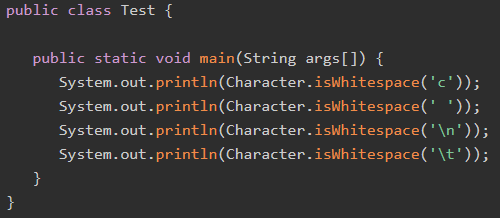 public class Test {
   public static void main(String args[]) {
      System.out.println(Character.isWhitespace('c'));
      System.out.println(Character.isWhitespace(' '));
      System.out.println(Character.isWhitespace('\n'));
      System.out.println(Character.isWhitespace('\t'));
   }
}